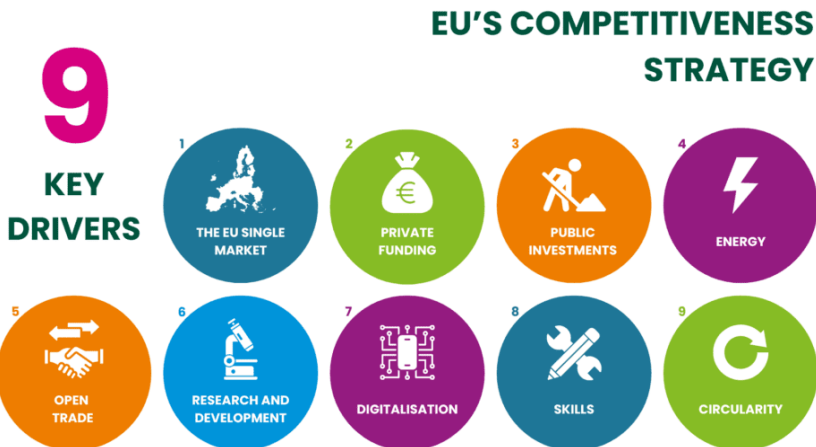 EU'S COMPETITIVENESS
STRATEGY
9
KEY
DRIVERS
1
THE EU SINGLE
MARKET
2
€
PRIVATE
FUNDING
3
PUBLIC
INVESTMENTS
4
ENERGY
5
OPEN
TRADE
6
RESEARCH AND
DEVELOPMENT
7
DIGITALISATION
8
SKILLS
9
CIRCULARITY